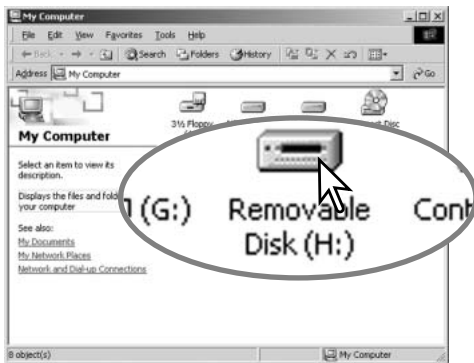 My Computer
File Edit View Favorites Tools Help
Back Search Folders History
Address My Computer Go
3½ Floppy
Disc
My Computer
Select an item to view its
description.
Displays the files and fold
your computer
See also:
My Documents
My Network Places
Network and Dial-up Connections
(G:) Removable Cont
Disk (H:)
8 object(s) My Computer